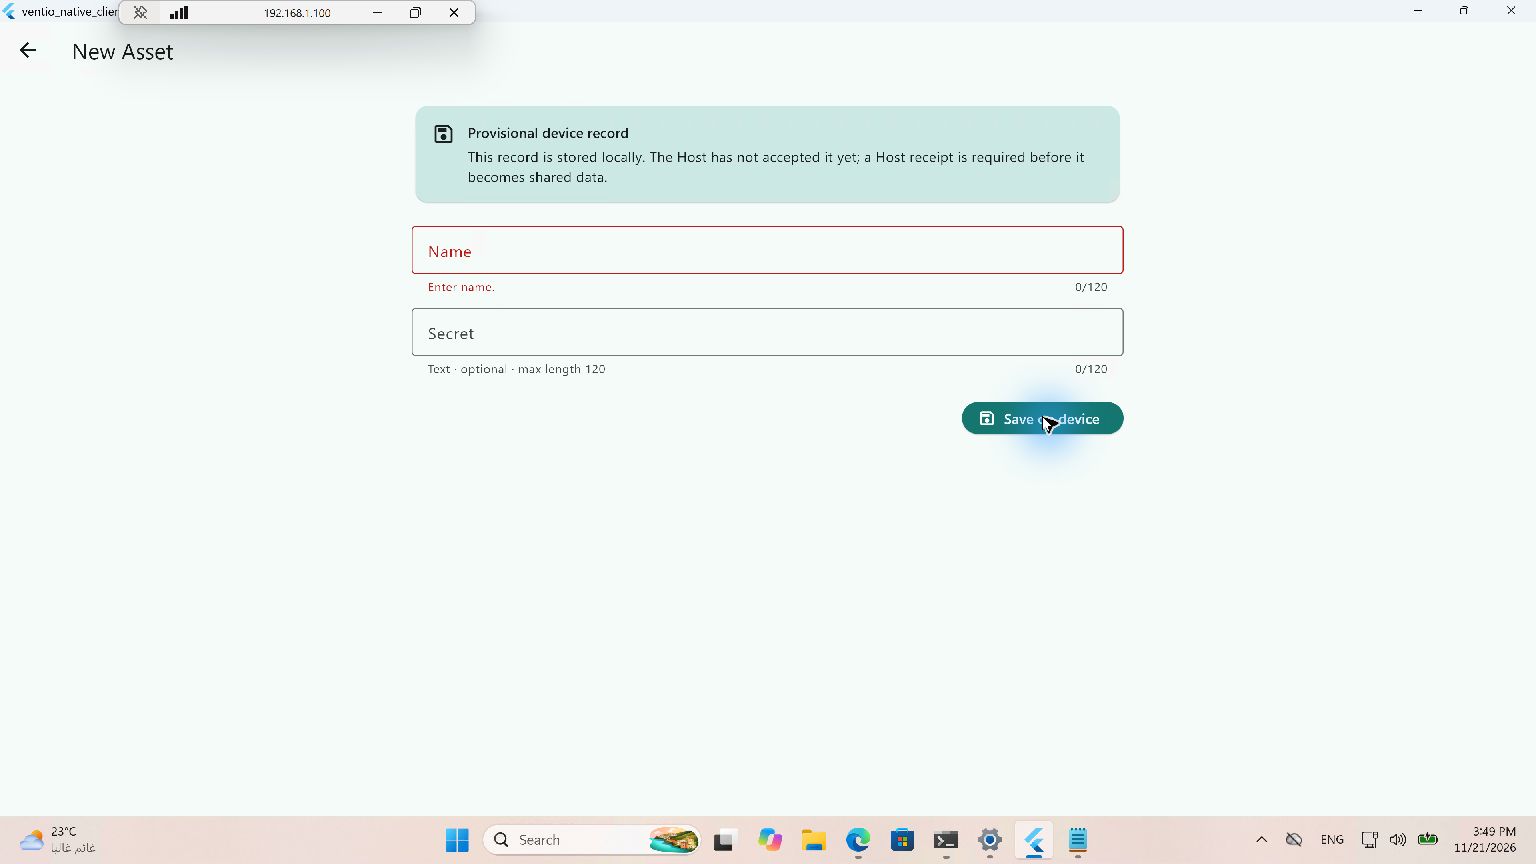 ventio_native_clier
192.168.1.100
New Asset
Provisional device record
This record is stored locally. The Host has not accepted it yet; a Host receipt is required before it
becomes shared data.
Name
Enter name.
0/120
Secret
Text · optional · max length 120
0/120
Save on device
23°C
غائم غالبا
Search
ENG
3:49 PM
11/21/2026